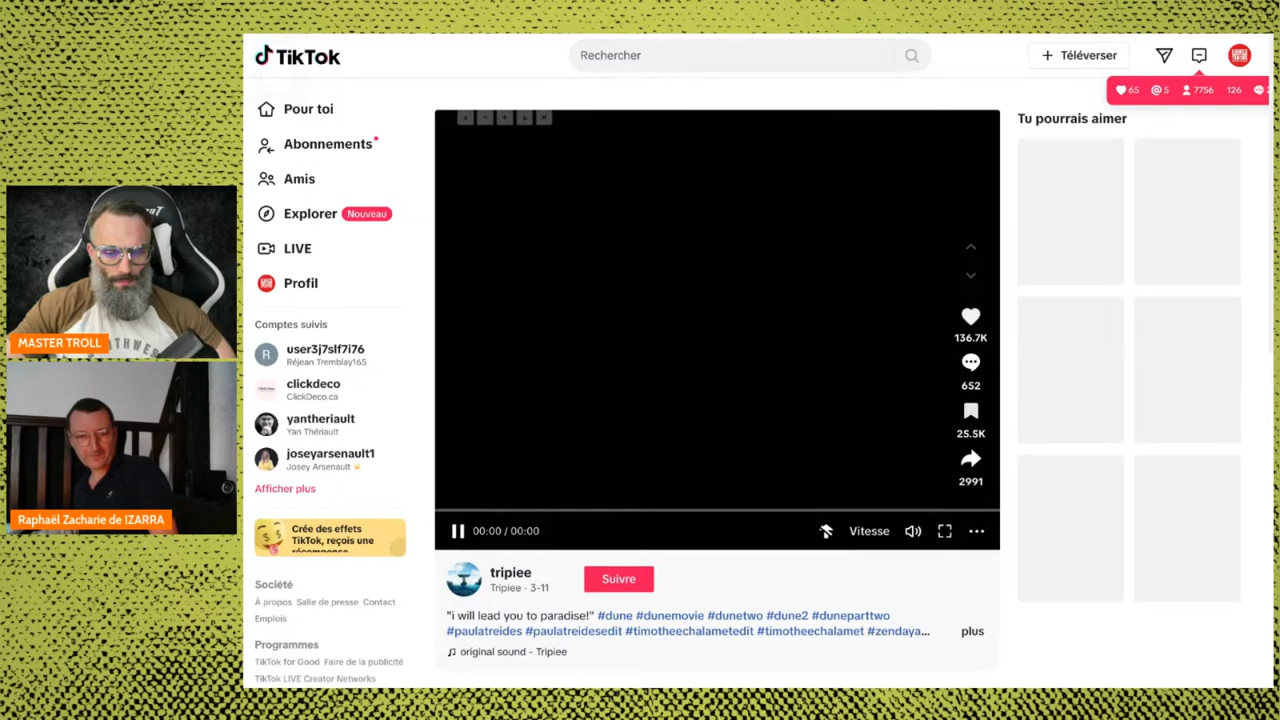 TikTok
Rechercher
Téléverser
65 5 7756 126
Pour toi
Abonnements
Amis
Explorer Nouveau
LIVE
Profil
Comptes suivis
R
user3j7slf7i76
Réjean Tremblay165
clickdeco
ClickDeco.ca
yantheriault
Yan Thériault
joseyarsenault1
Josey Arsenault
Afficher plus
Crée des effets
TikTok, reçois une
récompense
Société
À propos Salle de presse Contact
Emplois
Programmes
TikTok for Good Faire de la publicité
TikTok LIVE Creator Networks
MASTER TROLL
Raphaël Zacharie de IZARRA
136.7K
652
25.5K
2991
00:00 / 00:00
Vitesse
tripiee
Tripiee · 3-11
Suivre
"i will lead you to paradise!" #dune #dunemovie #dunetwo #dune2 #duneparttwo
#paulatreides #paulatreidesedit #timotheechalametedit #timotheechalamet #zendaya...
plus
original sound - Tripiee
Tu pourrais aimer